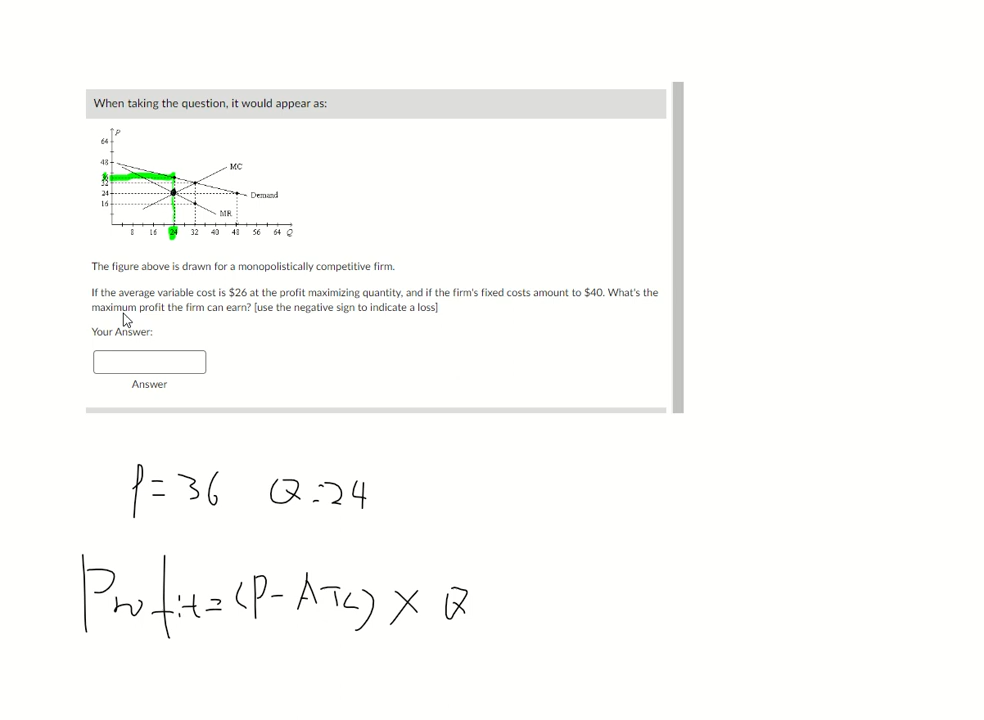 When taking the question, it would appear as:
P
64
48
36
32
24
16
MC
Demand
MR
8 16 24 32 40 48 56 64 Q
The figure above is drawn for a monopolistically competitive firm.
If the average variable cost is $26 at the profit maximizing quantity, and if the firm's fixed costs amount to $40. What's the
maximum profit the firm can earn? [use the negative sign to indicate a loss]
Your Answer:
Answer
P = 36 Q = 24
Profit = (P - ATC) × Q